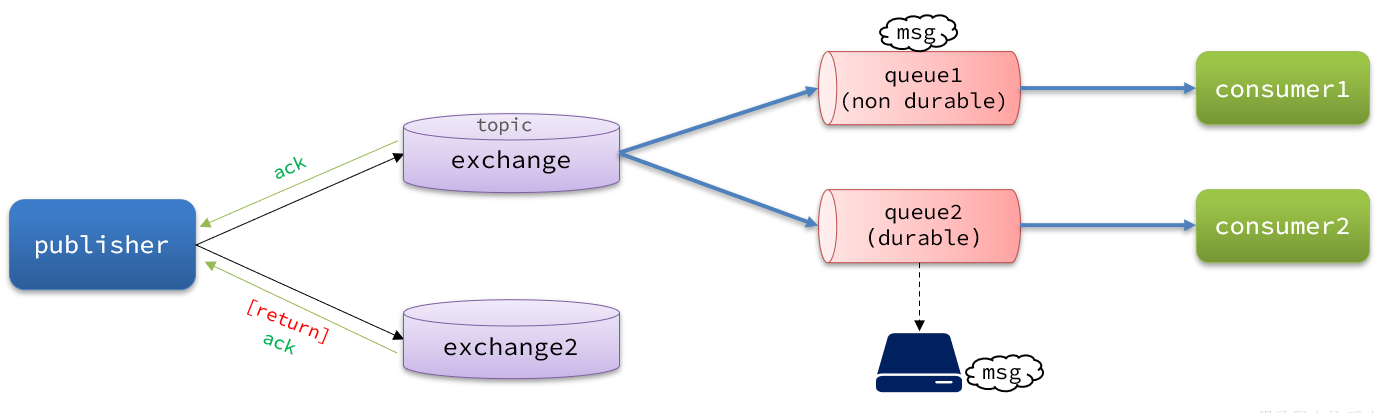 msg
queue1
(non durable)
consumer1
topic
exchange
ack
queue2
(durable)
consumer2
publisher
[return]
ack
exchange2
msg